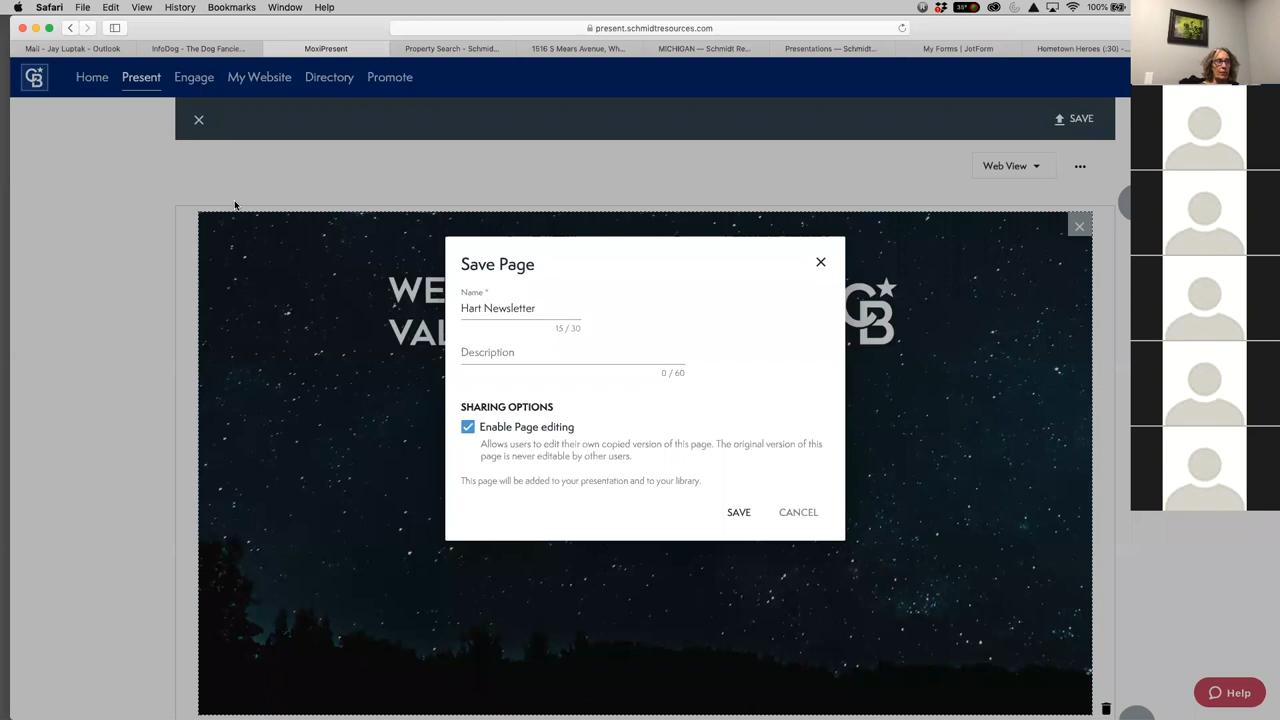 Safari File Edit View History Bookmarks Window Help 35° 100%
present.schmidtresources.com
Mail - Jay Luptak - Outlook InfoDog - The Dog Fancie... MoxiPresent Property Search - Schmid... 1516 S Mears Avenue, Wh... MICHIGAN — Schmidt Re... Presentations — Schmidt... My Forms | JotForm Hometown Heroes (:30) -...
CB Home Present Engage My Website Directory Promote
SAVE
Web View
Save Page
WE
Name *
Hart Newsletter
CB
15 / 30
VAL
Description
0 / 60
SHARING OPTIONS
Enable Page editing
Allows users to edit their own copied version of this page. The original version of this
page is never editable by other users.
This page will be added to your presentation and to your library.
SAVE CANCEL
Help